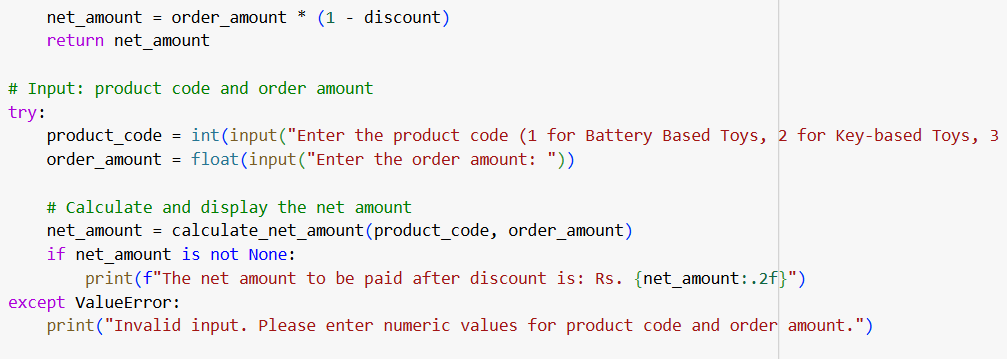 net_amount = order_amount * (1 - discount)
    return net_amount
# Input: product code and order amount
try:
    product_code = int(input("Enter the product code (1 for Battery Based Toys, 2 for Key-based Toys, 3
    order_amount = float(input("Enter the order amount: "))
    # Calculate and display the net amount
    net_amount = calculate_net_amount(product_code, order_amount)
    if net_amount is not None:
        print(f"The net amount to be paid after discount is: Rs. {net_amount:.2f}")
except ValueError:
    print("Invalid input. Please enter numeric values for product code and order amount.")